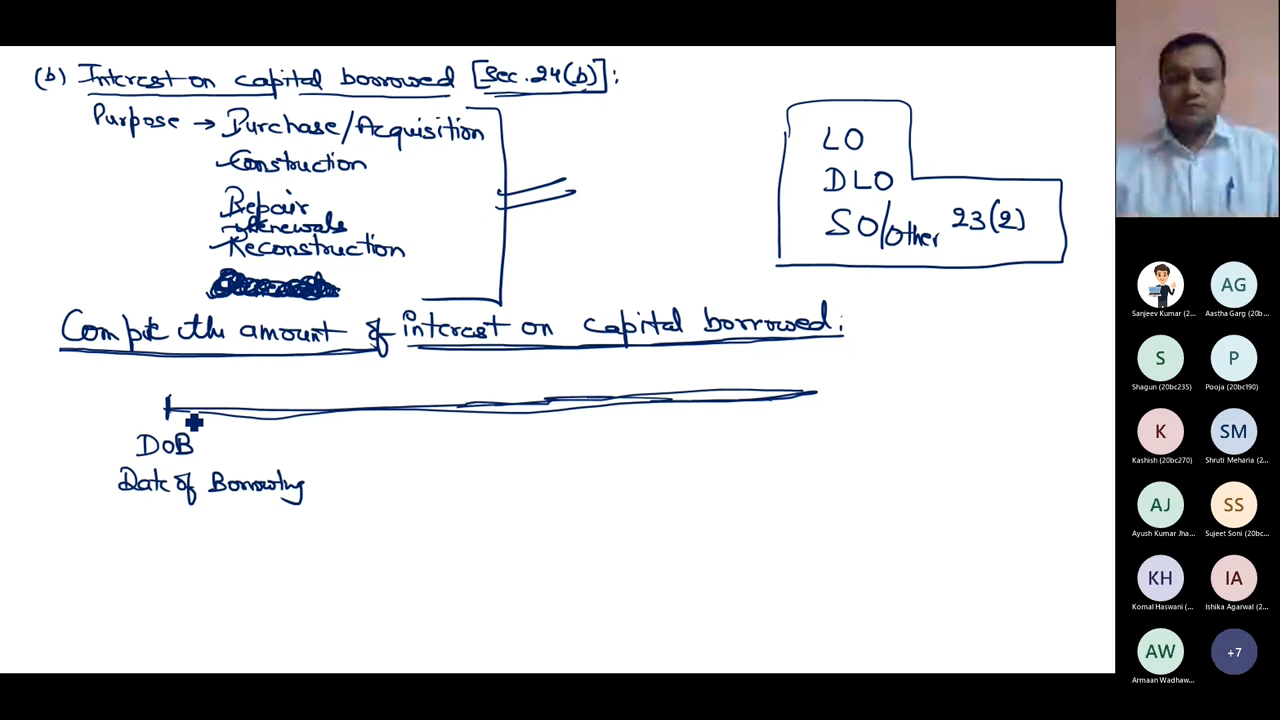 (b) Interest on capital borrowed [Sec. 24(b)]:
Purpose → Purchase/Acquisition
Construction
Repair
Renewals
Reconstruction
LO
DLO
SO/Other 23(2)
Compute the amount of interest on capital borrowed:
DOB
Date of Borrowing
Sanjeev Kumar (2...
AG
Aastha Garg (20b...
S
Shagun (20bc235)
P
Pooja (20bc190)
K
Kashish (20bc270)
SM
Shruti Meharia (2...
AJ
Ayush Kumar Jha...
SS
Sujeet Soni (20bc...
KH
Komal Haswani (...
IA
Ishika Agarwal (2...
AW
Armaan Wadhaw...
+7